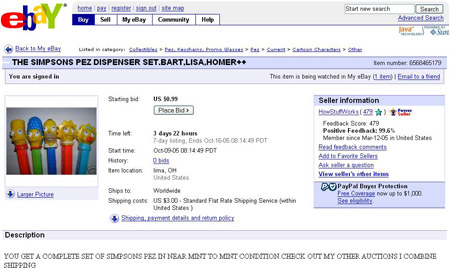 ebY
home | pay | register | sign out | site map
Start new search Search
Buy Sell My eBay Community Help
Advanced Search
Java TECHNOLOGY
Back to My eBay Listed in category: Collectibles > Pez, Keychains, Promo Glasses > Pez > Current > Cartoon Characters > Other
THE SIMPSONS PEZ DISPENSER SET.BART,LISA,HOMER++ Item number: 6568465179
You are signed in This item is being watched in My eBay (1 item) | Email to a friend
Larger Picture
Starting bid: US $0.99
Place Bid >
Time left: 3 days 22 hours
7-day listing, Ends Oct-16-05 08:14:49 PDT
Start time: Oct-09-05 08:14:49 PDT
History: 0 bids
Item location: lima, OH
United States
Ships to: Worldwide
Shipping costs: US $3.00 - Standard Flat Rate Shipping Service (within United States )
Shipping, payment details and return policy
Seller information
HowStuffWorks ( 479 ) Power Seller
Feedback Score: 479
Positive Feedback: 99.6%
Member since Mar-12-05 in United States
Read feedback comments
Add to Favorite Sellers
Ask seller a question
View seller's other items
PayPal Buyer Protection
Free Coverage now up to $1,000.
See eligibility.
Description
YOU GET A COMPLETE SET OF SIMPSONS PEZ IN NEAR MINT TO MINT CONDITION.CHECK OUT MY OTHER AUCTIONS I COMBINE
SHIPPING